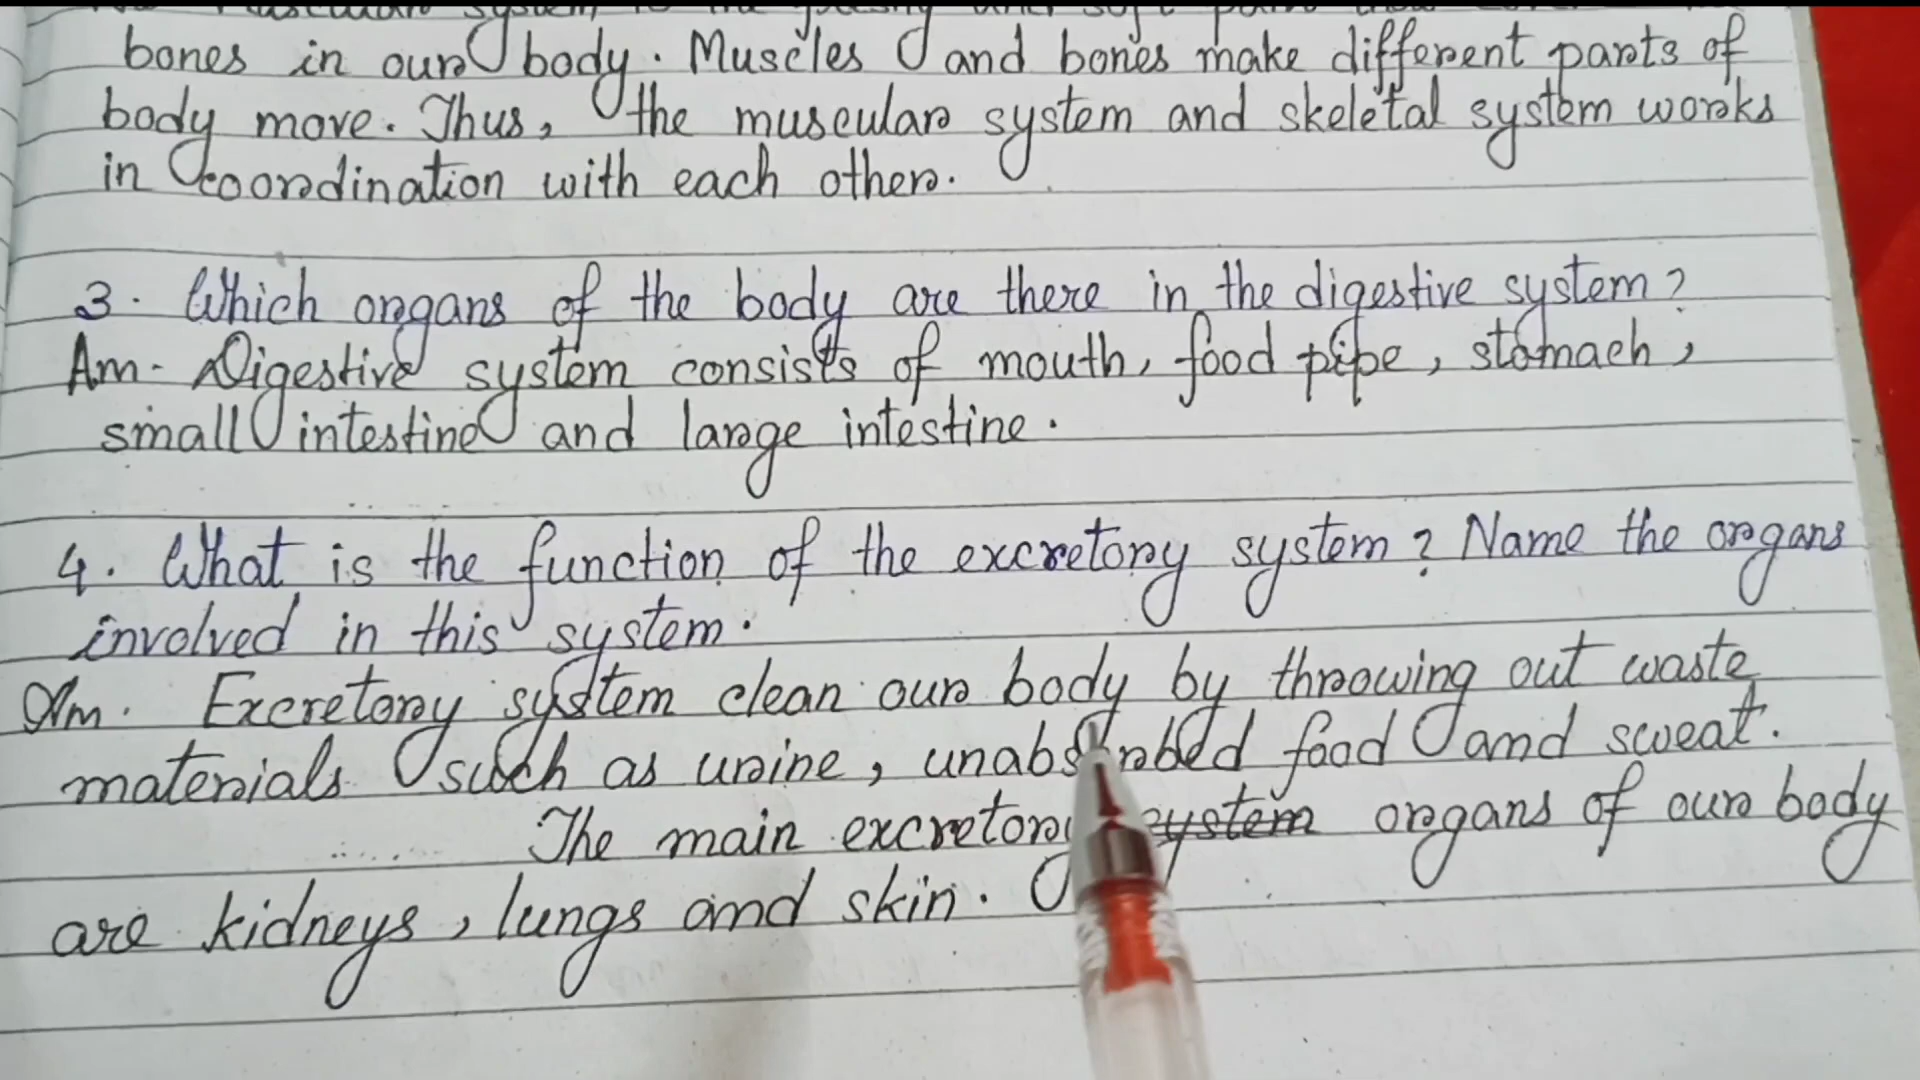 bones in our body. Muscles and bones make different parts of
body move. Thus, the muscular system and skeletal system works
in coordination with each other.
3. Which organs of the body are there in the digestive system?
Ans. Digestive system consists of mouth, food pipe, stomach,
small intestine and large intestine.
4. What is the function of the excretory system? Name the organs
involved in this system.
Ans. Excretory system clean our body by throwing out waste
materials such as urine, unabsorbed food and sweat.
The main excretory system organs of our body
are kidneys, lungs and skin.